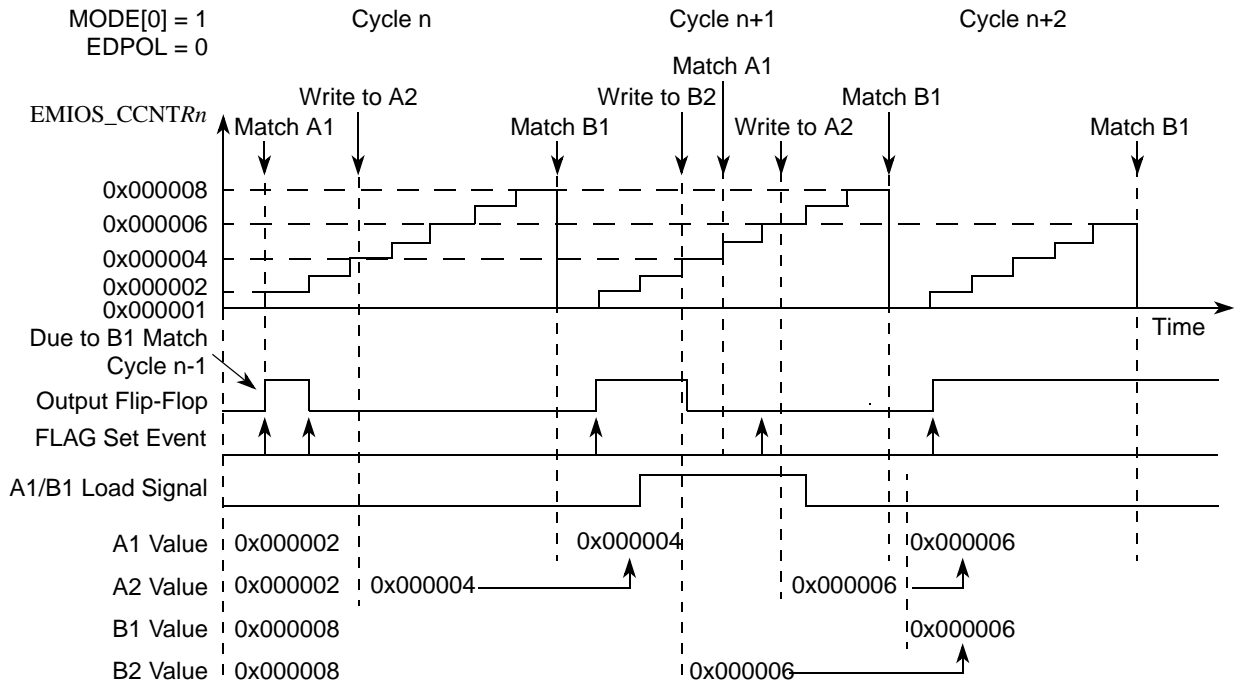 MODE[0] = 1
EDPOL = 0
Cycle n
Cycle n+1
Cycle n+2
Match A1
Write to A2
Write to B2
Match B1
EMIOS_CCNTRn
Match A1
Match B1
Write to A2
Match B1
0x000008
0x000006
0x000004
0x000002
0x000001
Time
Due to B1 Match
Cycle n-1
Output Flip-Flop
FLAG Set Event
A1/B1 Load Signal
A1 Value 0x000002 0x000004 0x000006
A2 Value 0x000002 0x000004 0x000006
B1 Value 0x000008 0x000006
B2 Value 0x000008 0x000006